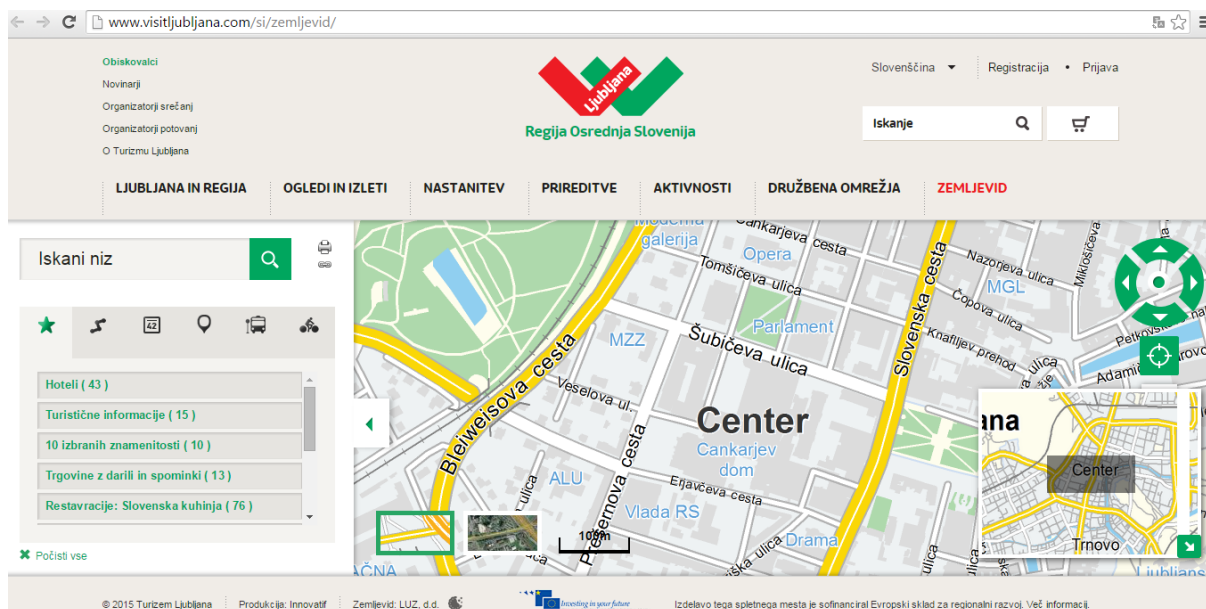 www.visitljubljana.com/si/zemljevid/
Obiskovalci
Novinarji
Organizatorji srečanj
Organizatorji potovanj
O Turizmu Ljubljana
Ljubljana
Regija Osrednja Slovenija
Slovenščina
Registracija • Prijava
Iskanje
LJUBLJANA IN REGIJA
OGLEDI IN IZLETI
NASTANITEV
PRIREDITVE
AKTIVNOSTI
DRUŽBENA OMREŽJA
ZEMLJEVID
Iskani niz
42
Hoteli ( 43 )
Turistične informacije ( 15 )
10 izbranih znamenitosti ( 10 )
Trgovine z darili in spominki ( 13 )
Restavracije: Slovenska kuhinja ( 76 )
Počisti vse
Moderna
galerija
Cankarjeva cesta
Opera
Tomšičeva ulica
Slovenska cesta
Nazorjeva ulica
MGL
Miklošičeva
Čopova ulica
Parlament
MZZ
Šubičeva ulica
Knafljev prehod
Bleiweisova cesta
Veselova ul.
Center
Cankarjev
dom
Prešernova cesta
ALU
Erjavčeva cesta
Vlada RS
Drama
100m
ulica
Center
Trnovo
© 2015 Turizem Ljubljana
Produkcija: Innovatif
Zemljevid: LUZ, d.d.
Investing in your future
Izdelavo tega spletnega mesta je sofinanciral Evropski sklad za regionalni razvoj. Več informacij.